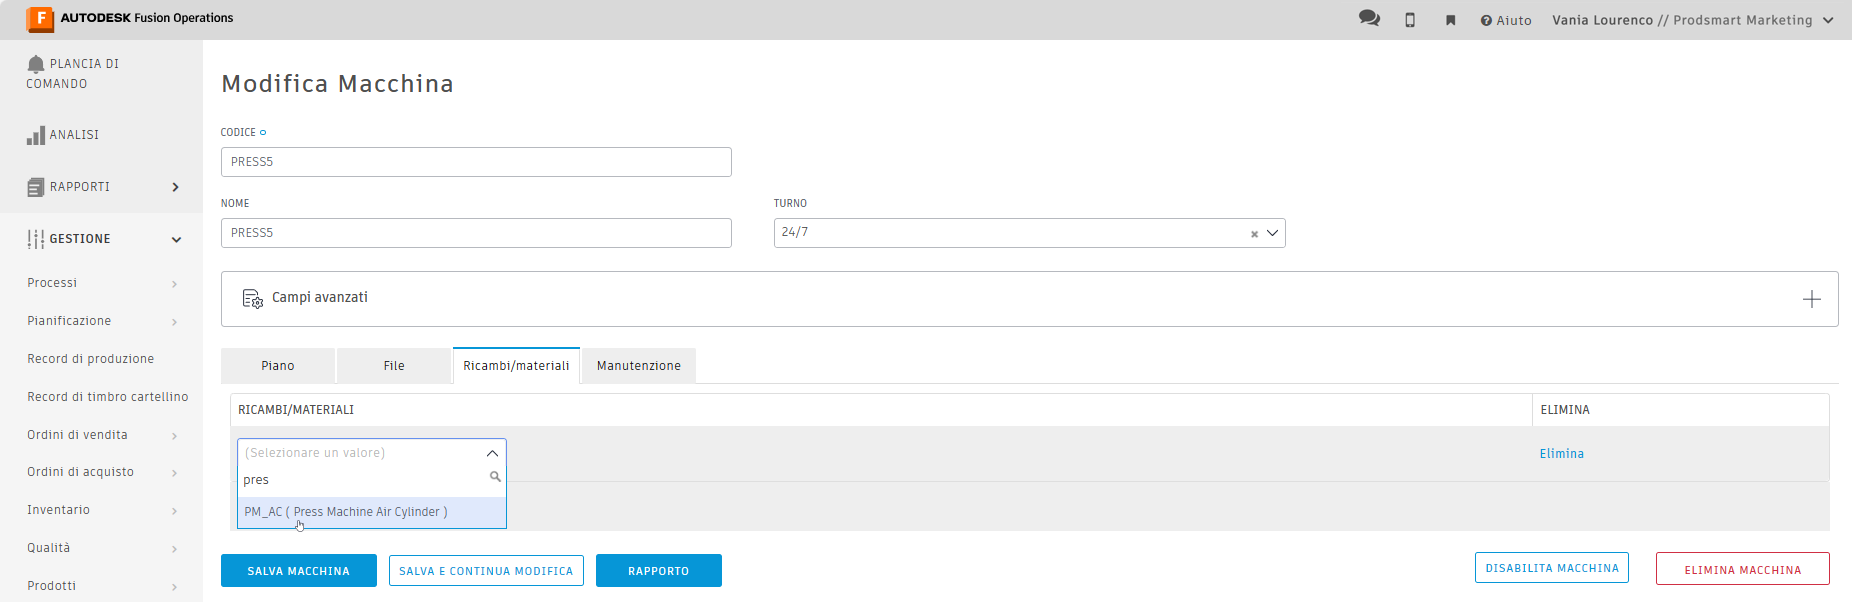 F AUTODESK Fusion Operations
Aiuto
Vania Lourenco // Prodsmart Marketing
PLANCIA DI
COMANDO
ANALISI
RAPPORTI
GESTIONE
Processi
Pianificazione
Record di produzione
Record di timbro cartellino
Ordini di vendita
Ordini di acquisto
Inventario
Qualità
Prodotti
Modifica Macchina
CODICE
PRESS5
NOME
PRESS5
TURNO
24/7
Campi avanzati
Piano
File
Ricambi/materiali
Manutenzione
RICAMBI/MATERIALI
ELIMINA
(Selezionare un valore)
Elimina
pres
PM_AC ( Press Machine Air Cylinder )
SALVA MACCHINA
SALVA E CONTINUA MODIFICA
RAPPORTO
DISABILITA MACCHINA
ELIMINA MACCHINA